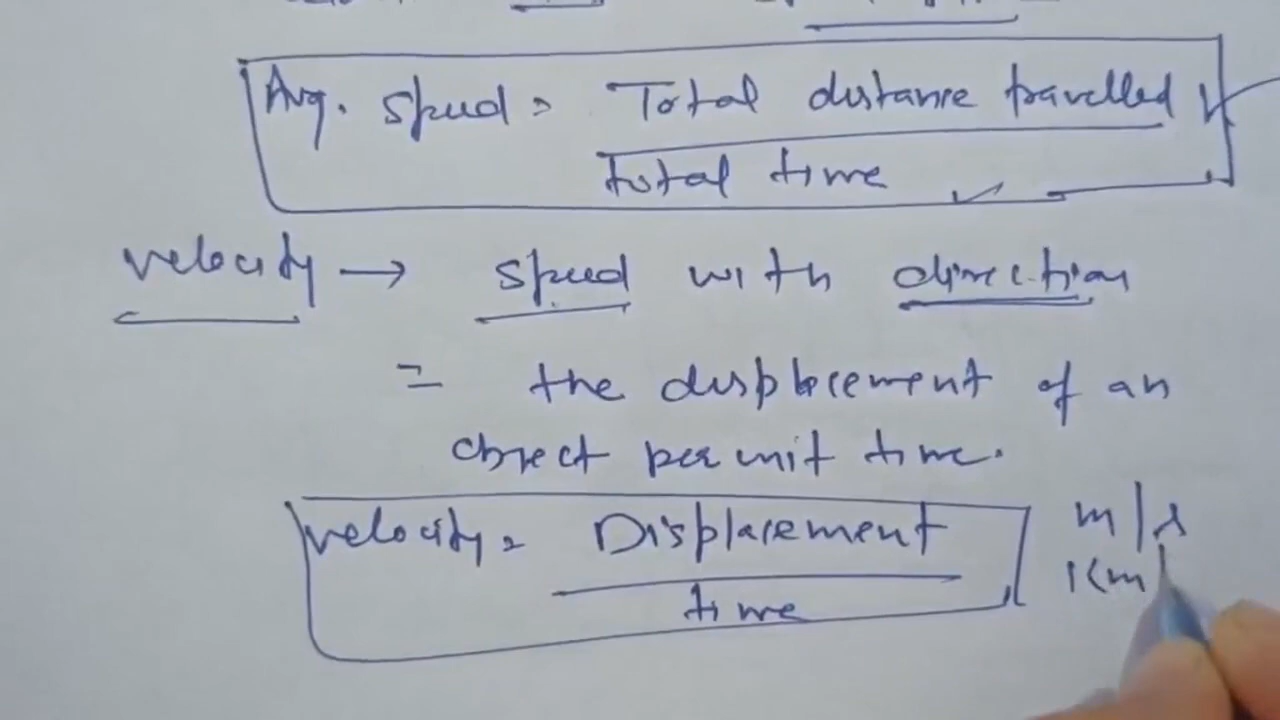 Avg. Speed = Total distance travelled
total time
velocity → speed with direction
= the displacement of an
object per unit time.
velocity = Displacement
time
m/s
Km/